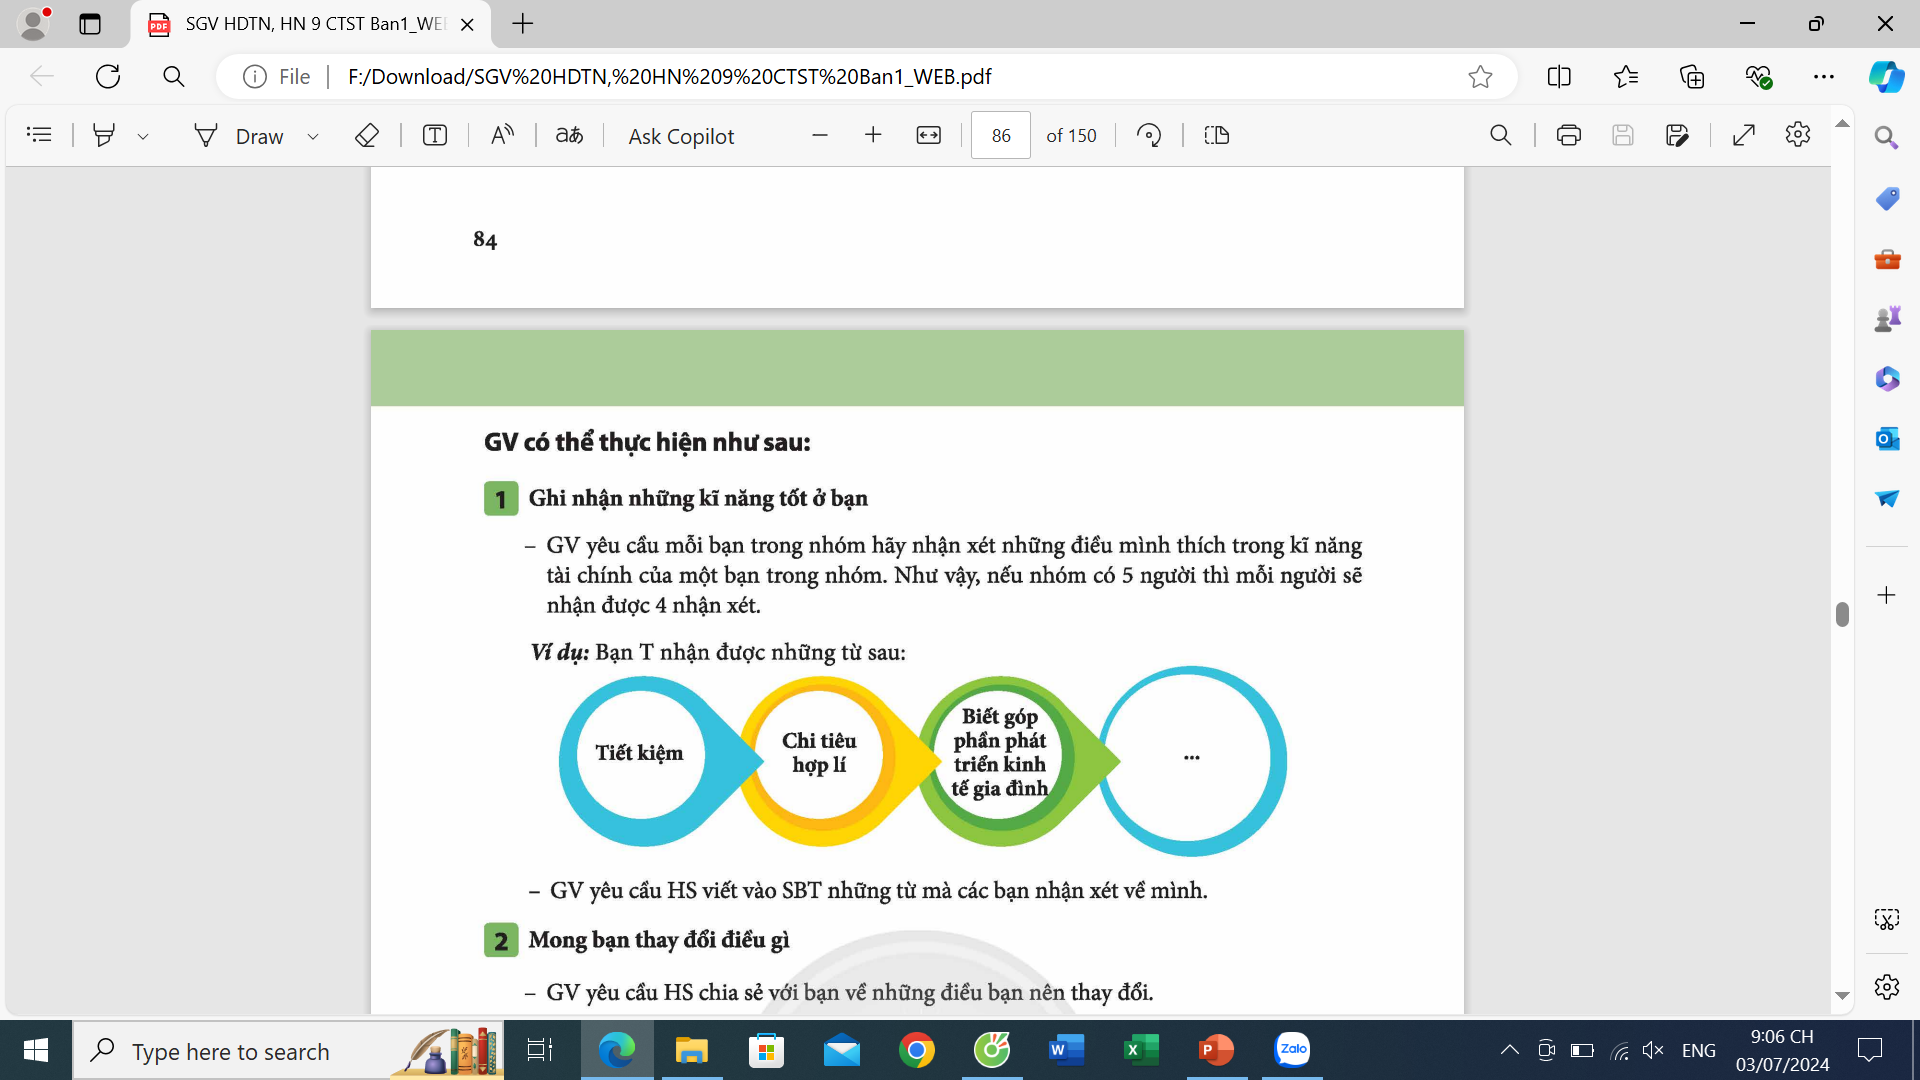 SGV HDTN, HN 9 CTST Ban1_WE
File
F:/Download/SGV%20HDTN,%20HN%209%20CTST%20Ban1_WEB.pdf
Draw
Ask Copilot
86
of 150
84
GV có thể thực hiện như sau:
1 Ghi nhận những kĩ năng tốt ở bạn
– GV yêu cầu mỗi bạn trong nhóm hãy nhận xét những điều mình thích trong kĩ năng
tài chính của một bạn trong nhóm. Như vậy, nếu nhóm có 5 người thì mỗi người sẽ
nhận được 4 nhận xét.
Ví dụ: Bạn T nhận được những từ sau:
Tiết kiệm
Chi tiêu
hợp lí
Biết góp
phần phát
triển kinh
tế gia đình
...
– GV yêu cầu HS viết vào SBT những từ mà các bạn nhận xét về mình.
2 Mong bạn thay đổi điều gì
– GV yêu cầu HS chia sẻ với bạn về những điều bạn nên thay đổi.
Type here to search
Zalo
ENG
9:06 CH
03/07/2024